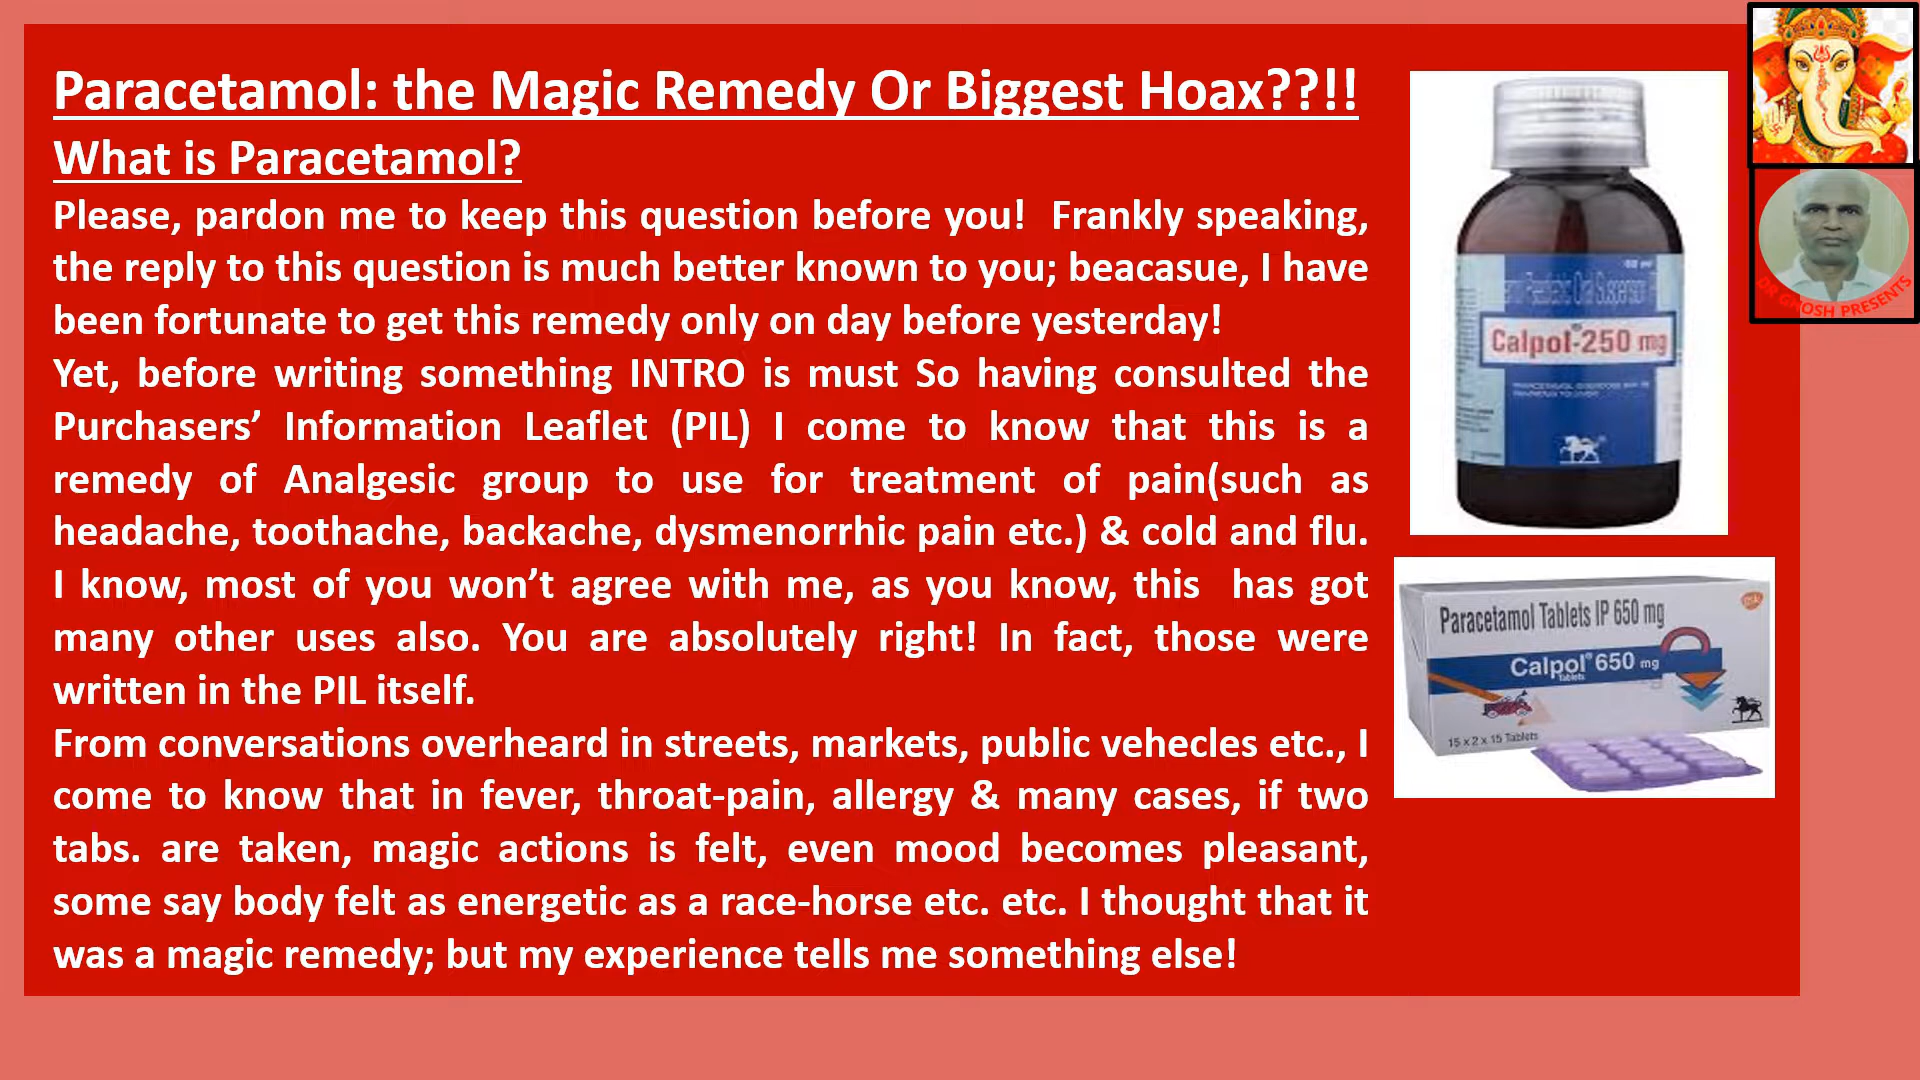 Paracetamol: the Magic Remedy Or Biggest Hoax??!!
What is Paracetamol?
Please, pardon me to keep this question before you!  Frankly speaking,
the reply to this question is much better known to you; beacasue, I have
been fortunate to get this remedy only on day before yesterday!
Yet, before writing something INTRO is must So having consulted the
Purchasers’ Information Leaflet (PIL) I come to know that this is a
remedy of Analgesic group to use for treatment of pain(such as
headache, toothache, backache, dysmenorrhic pain etc.) & cold and flu.
I know, most of you won’t agree with me, as you know, this  has got
many other uses also. You are absolutely right! In fact, those were
written in the PIL itself.
From conversations overheard in streets, markets, public vehecles etc., I
come to know that in fever, throat-pain, allergy & many cases, if two
tabs. are taken, magic actions is felt, even mood becomes pleasant,
some say body felt as energetic as a race-horse etc. etc. I thought that it
was a magic remedy; but my experience tells me something else!
Oral Suspension
Calpol®-250 mg
Paracetamol Tablets IP 650 mg
gsk
Calpol® 650 mg
Tablets
15 x 2 x 15 Tablets
DR GHOSH PRESENTS